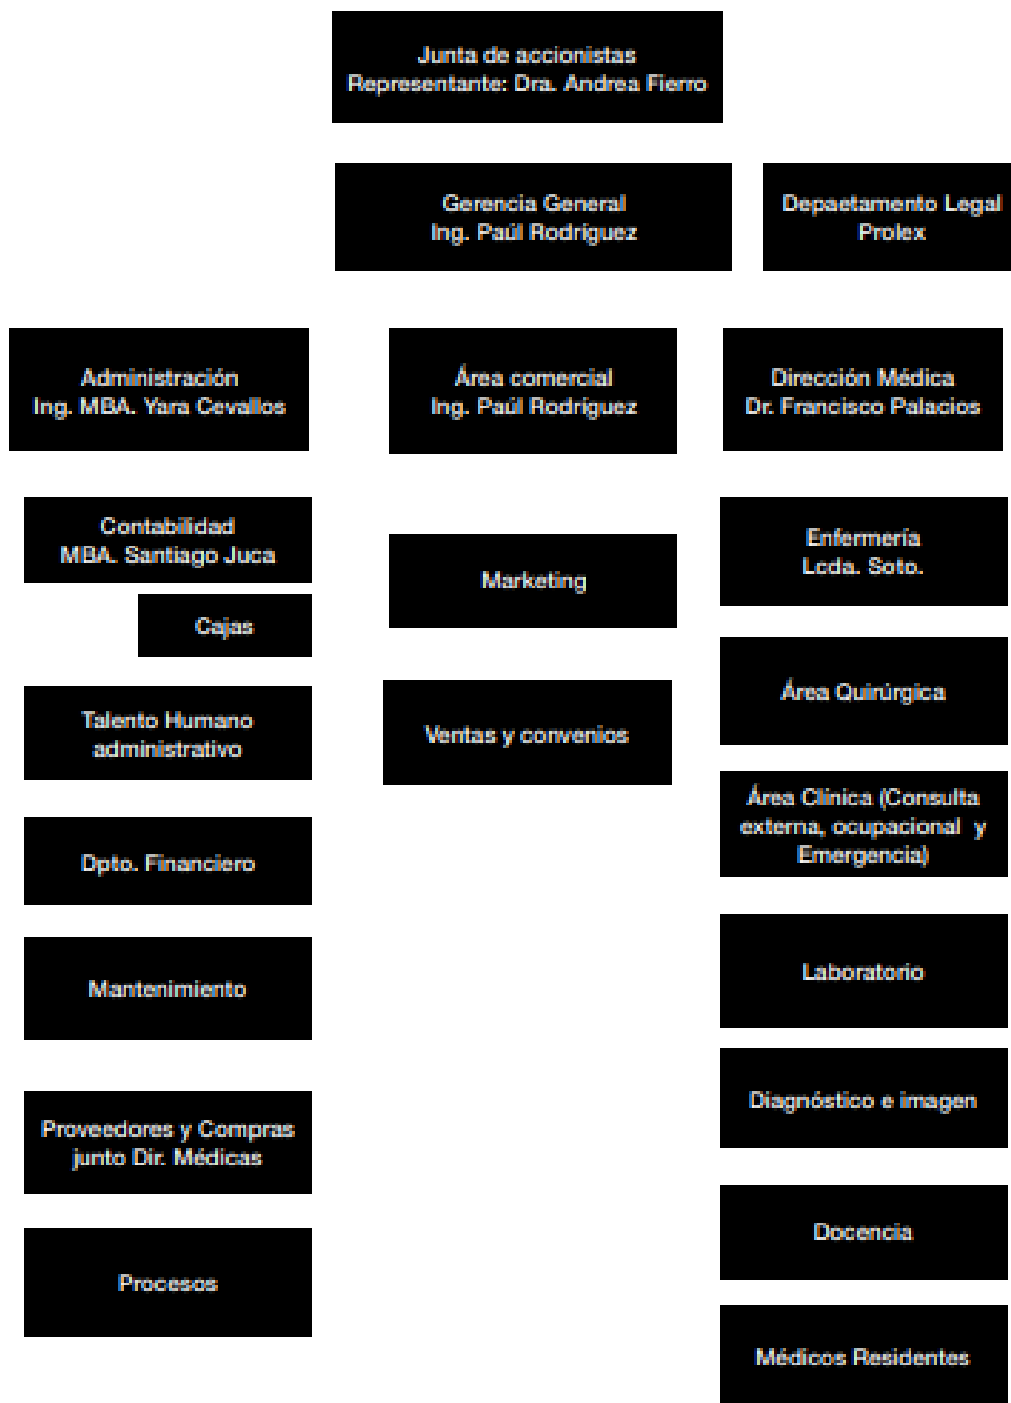 Junta de accionistas
Representante: Dra. Andrea Fierro
Gerencia General
Ing. Paúl Rodríguez
Depaetamento Legal
Prolex
Administración
Ing. MBA. Yara Cevallos
Área comercial
Ing. Paúl Rodríguez
Dirección Médica
Dr. Francisco Palacios
Contabilidad
MBA. Santiago Juca
Cajas
Talento Humano
administrativo
Dpto. Financiero
Mantenimiento
Proveedores y Compras
junto Dir. Médicas
Procesos
Marketing
Ventas y convenios
Enfermería
Lcda. Soto.
Área Quirúrgica
Área Clínica (Consulta
externa, ocupacional y
Emergencia)
Laboratorio
Diagnóstico e imagen
Docencia
Médicos Residentes